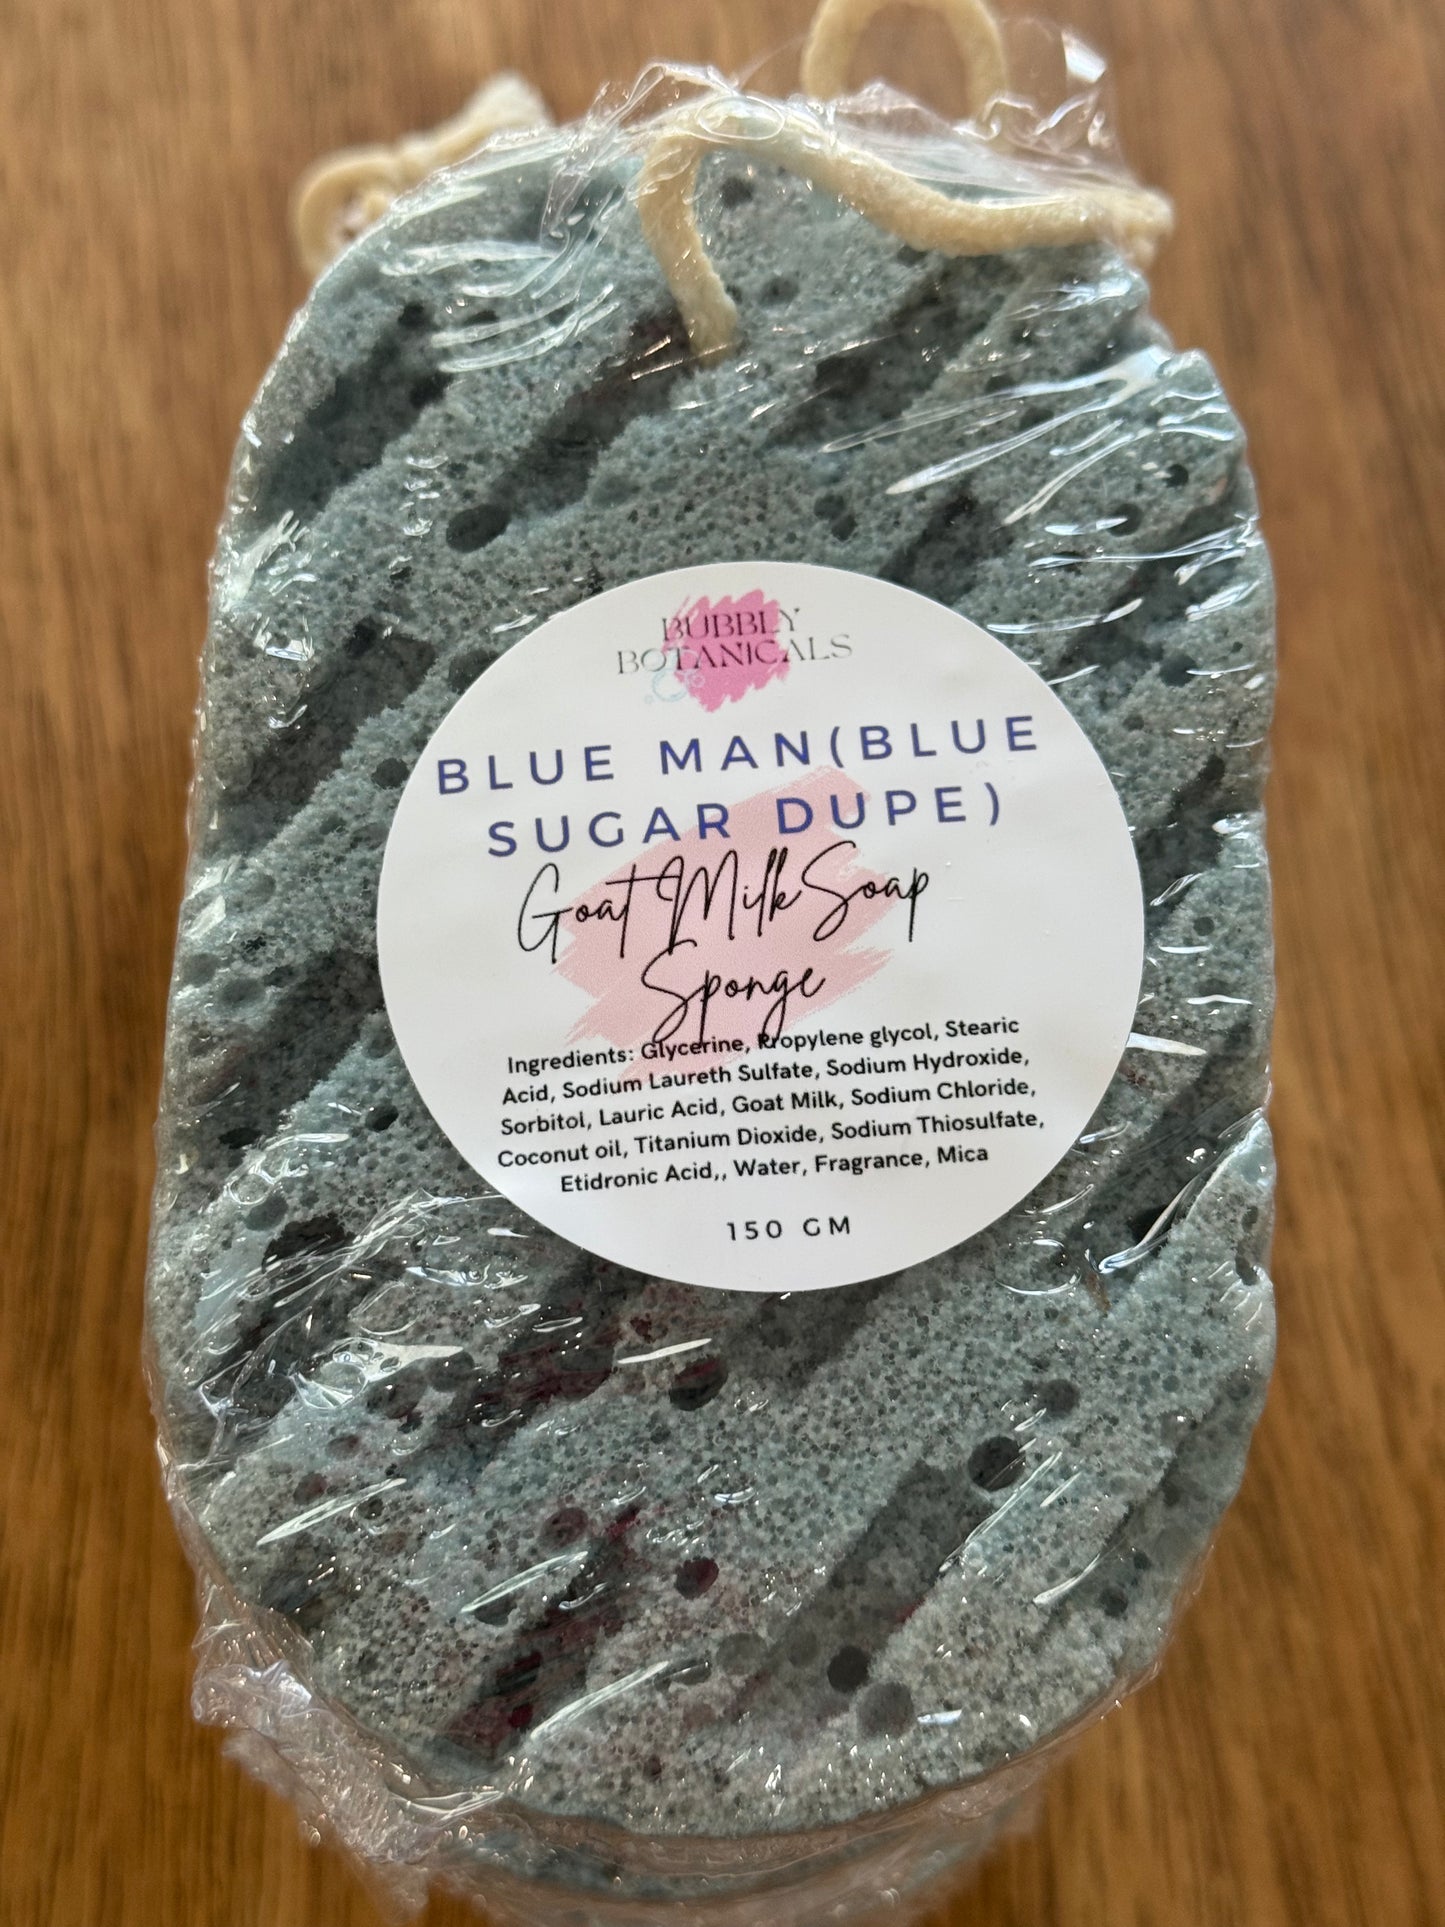 BUBBLY
BOTANICALS
BLUE MAN(BLUE
SUGAR DUPE)
Goat Milk Soap
Sponge
Ingredients: Glycerine, Propylene glycol, Stearic
Acid, Sodium Laureth Sulfate, Sodium Hydroxide,
Sorbitol, Lauric Acid, Goat Milk, Sodium Chloride,
Coconut oil, Titanium Dioxide, Sodium Thiosulfate,
Etidronic Acid,, Water, Fragrance, Mica
150 GM